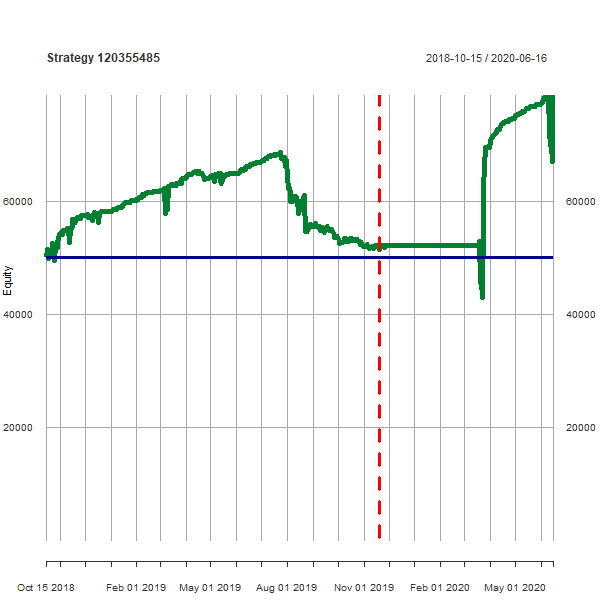 Strategy 120355485
2018-10-15 / 2020-06-16
60000
60000
Equity
40000
40000
20000
20000
Oct 15 2018
Feb 01 2019
May 01 2019
Aug 01 2019
Nov 01 2019
Feb 01 2020
May 01 2020